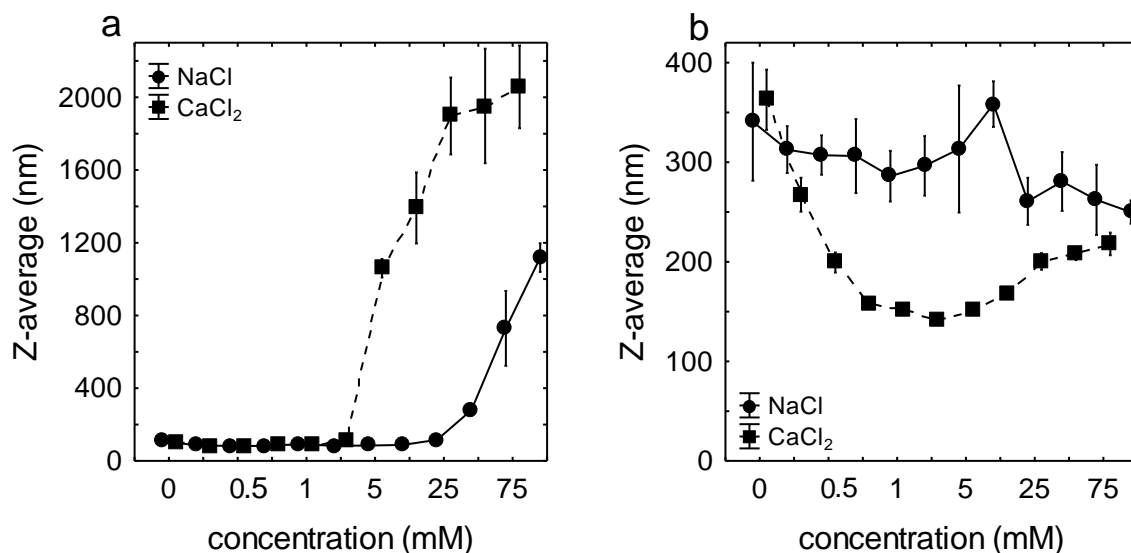 a
Z-average (nm)
2000
1600
1200
800
400
0
NaCl
CaCl₂
0 0.5 1 5 25 75
concentration (mM)
b
Z-average (nm)
400
300
200
100
0
NaCl
CaCl₂
0 0.5 1 5 25 75
concentration (mM)